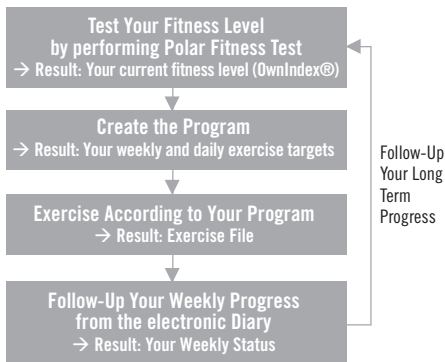 Test Your Fitness Level
by performing Polar Fitness Test
→ Result: Your current fitness level (OwnIndex®)
Create the Program
→ Result: Your weekly and daily exercise targets
Exercise According to Your Program
→ Result: Exercise File
Follow-Up Your Weekly Progress
from the electronic Diary
→ Result: Your Weekly Status
Follow-Up
Your Long
Term
Progress